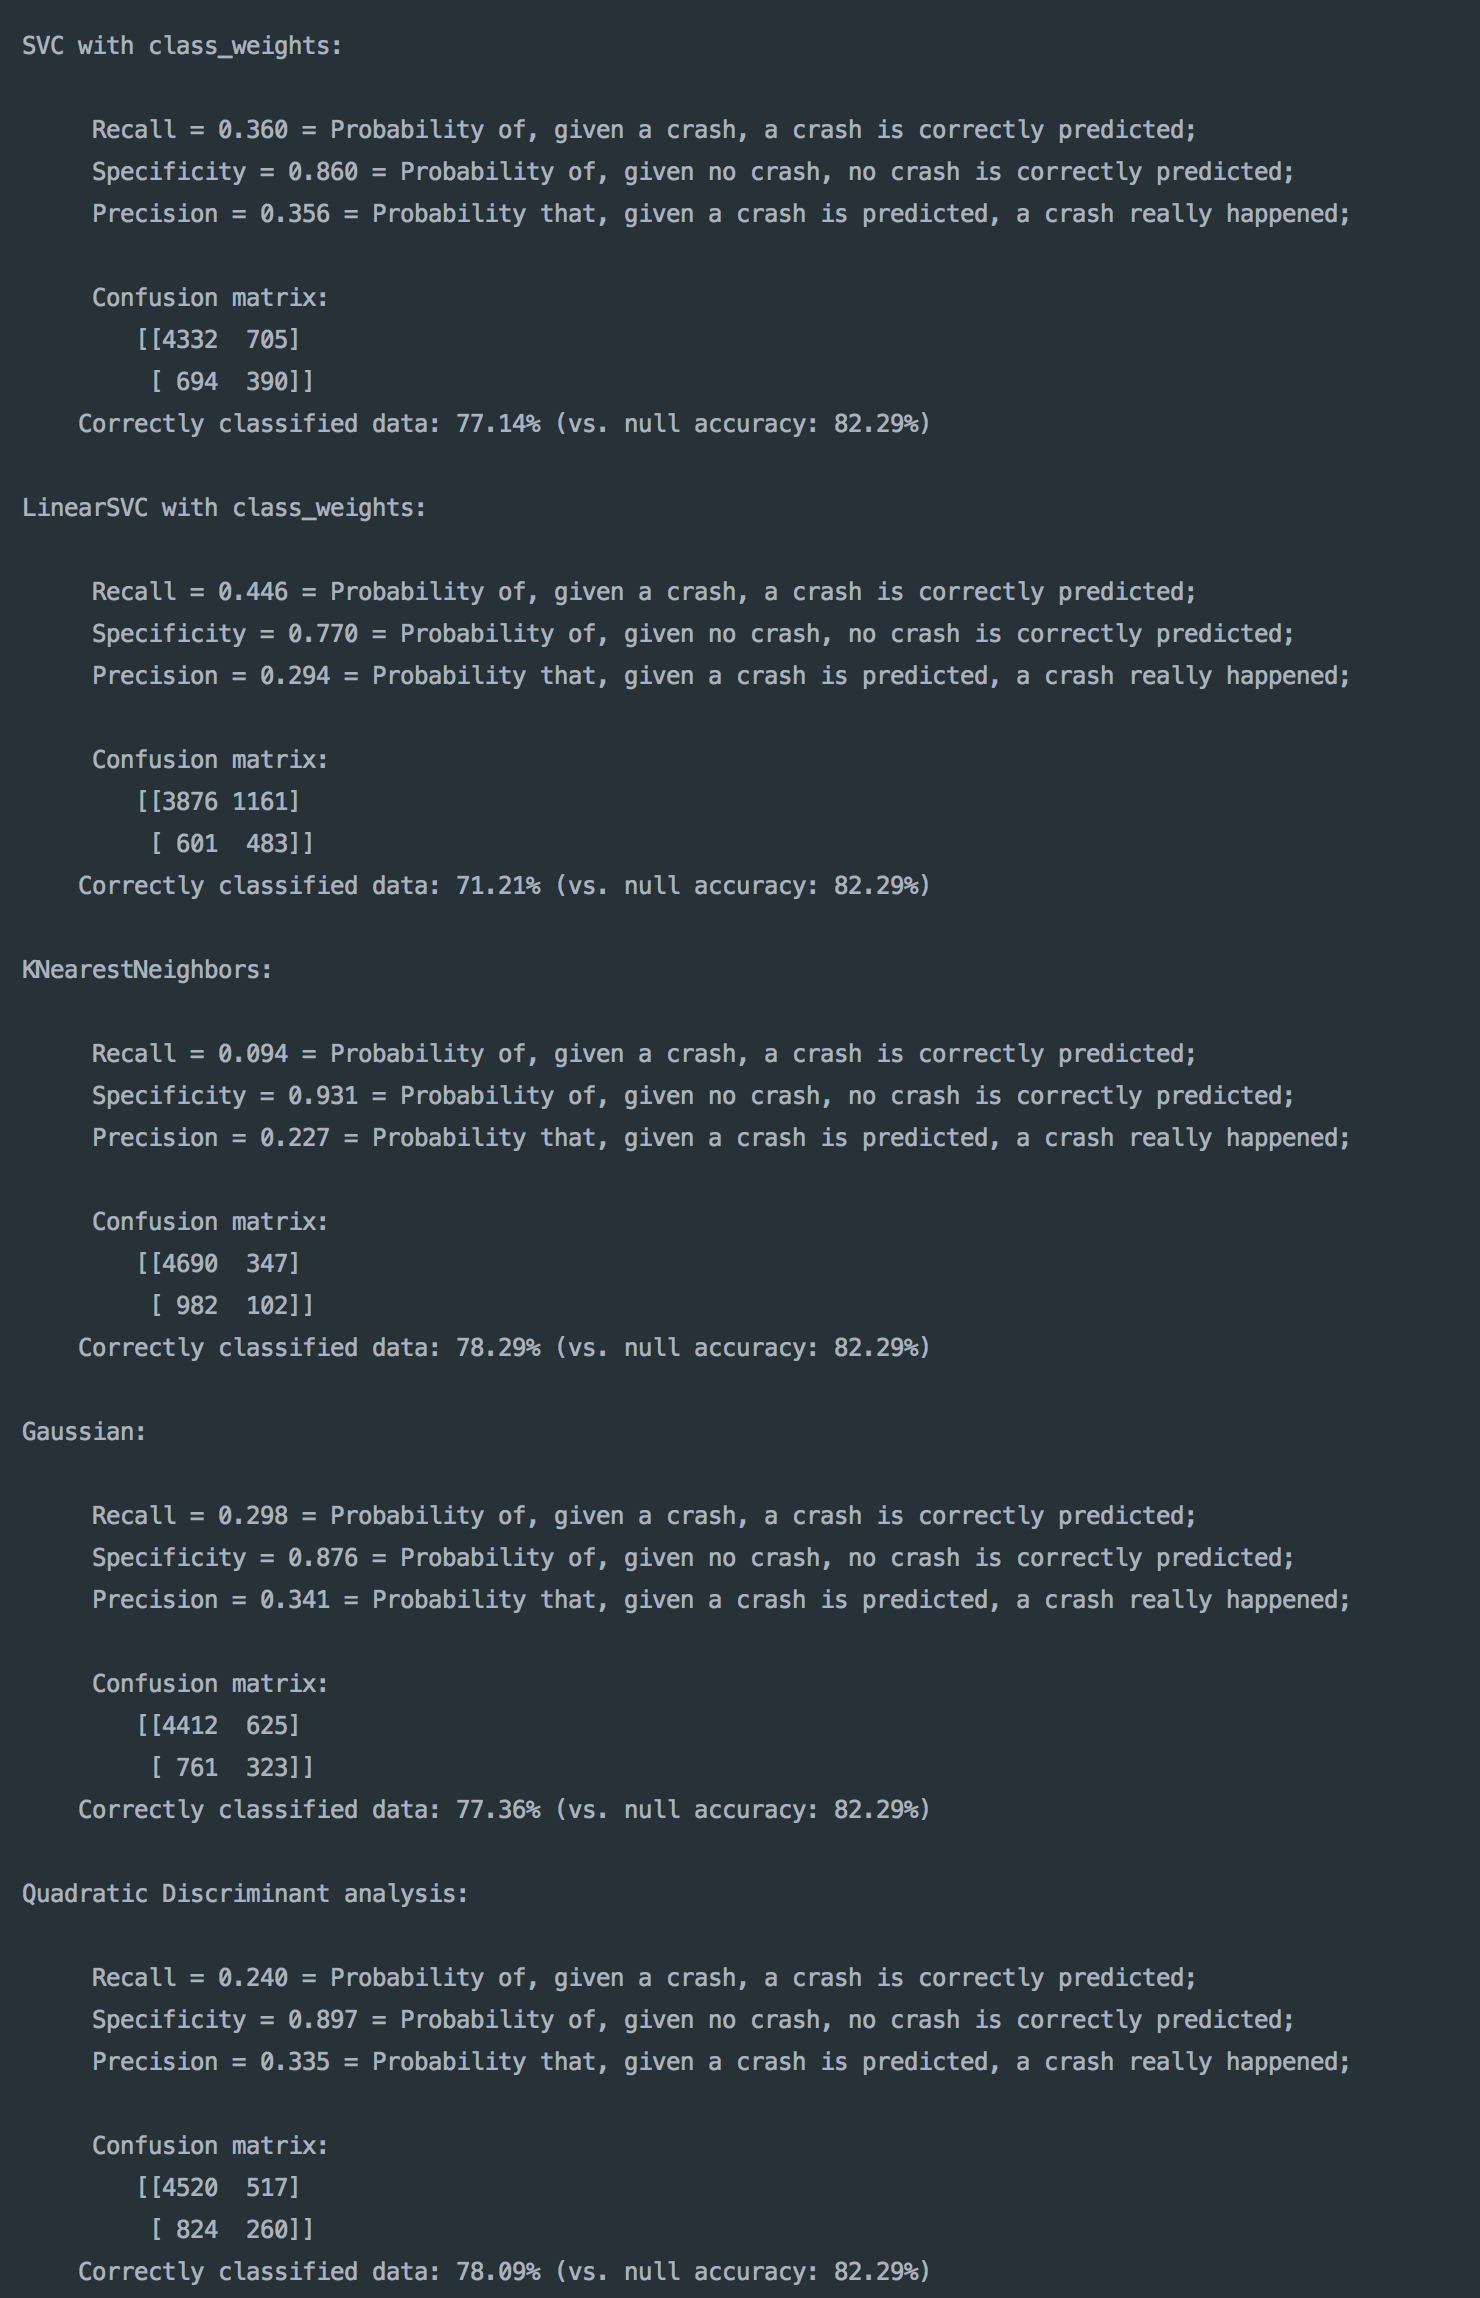 SVC with class_weights:
Recall = 0.360 = Probability of, given a crash, a crash is correctly predicted;
Specificity = 0.860 = Probability of, given no crash, no crash is correctly predicted;
Precision = 0.356 = Probability that, given a crash is predicted, a crash really happened;
Confusion matrix:
[[4332  705]
[ 694  390]]
Correctly classified data: 77.14% (vs. null accuracy: 82.29%)
LinearSVC with class_weights:
Recall = 0.446 = Probability of, given a crash, a crash is correctly predicted;
Specificity = 0.770 = Probability of, given no crash, no crash is correctly predicted;
Precision = 0.294 = Probability that, given a crash is predicted, a crash really happened;
Confusion matrix:
[[3876 1161]
[ 601  483]]
Correctly classified data: 71.21% (vs. null accuracy: 82.29%)
KNearestNeighbors:
Recall = 0.094 = Probability of, given a crash, a crash is correctly predicted;
Specificity = 0.931 = Probability of, given no crash, no crash is correctly predicted;
Precision = 0.227 = Probability that, given a crash is predicted, a crash really happened;
Confusion matrix:
[[4690  347]
[ 982  102]]
Correctly classified data: 78.29% (vs. null accuracy: 82.29%)
Gaussian:
Recall = 0.298 = Probability of, given a crash, a crash is correctly predicted;
Specificity = 0.876 = Probability of, given no crash, no crash is correctly predicted;
Precision = 0.341 = Probability that, given a crash is predicted, a crash really happened;
Confusion matrix:
[[4412  625]
[ 761  323]]
Correctly classified data: 77.36% (vs. null accuracy: 82.29%)
Quadratic Discriminant analysis:
Recall = 0.240 = Probability of, given a crash, a crash is correctly predicted;
Specificity = 0.897 = Probability of, given no crash, no crash is correctly predicted;
Precision = 0.335 = Probability that, given a crash is predicted, a crash really happened;
Confusion matrix:
[[4520  517]
[ 824  260]]
Correctly classified data: 78.09% (vs. null accuracy: 82.29%)